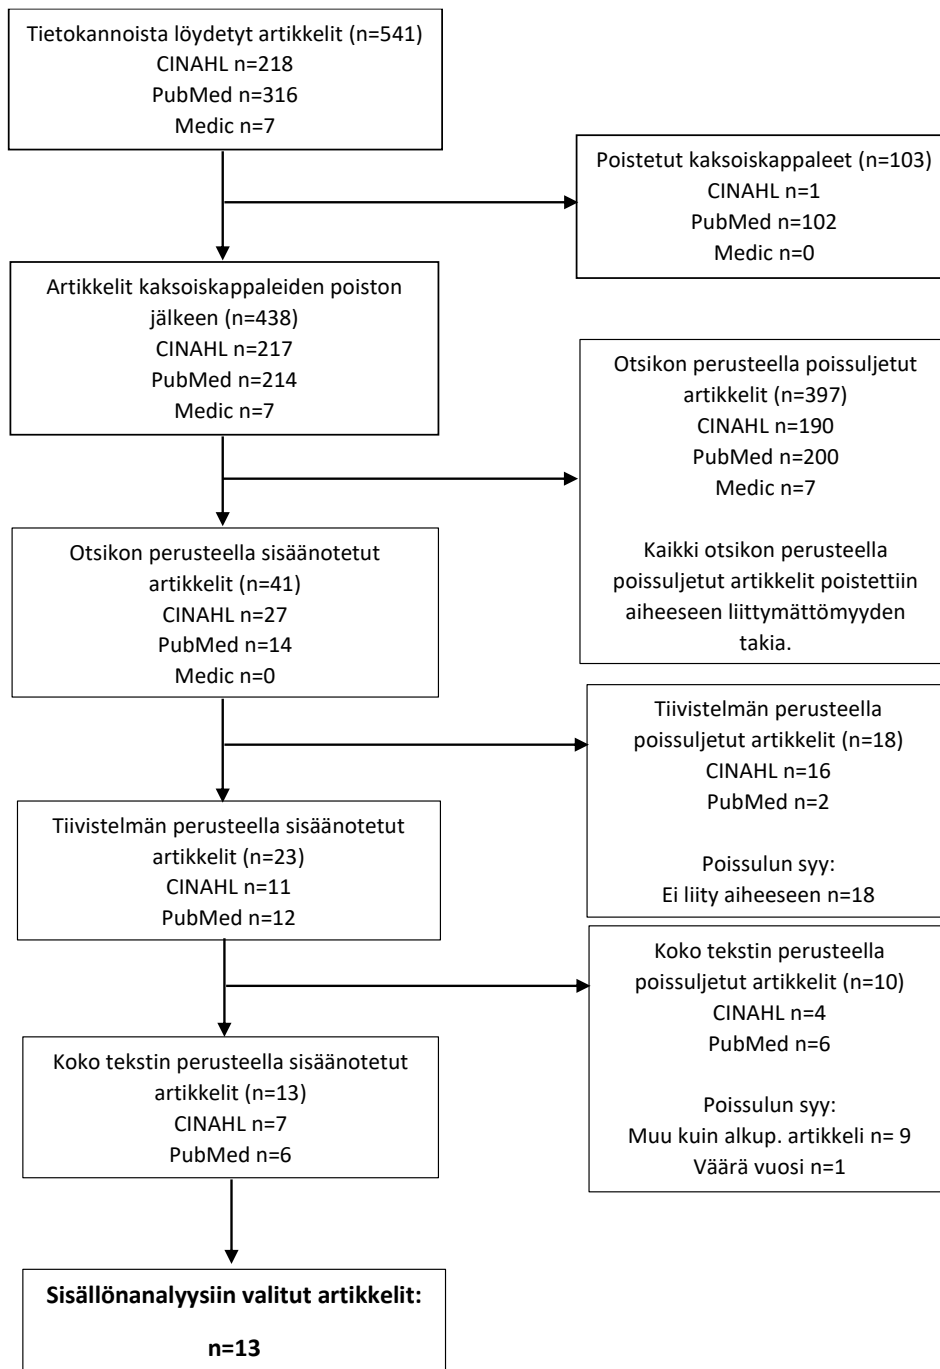 Tietokannoista löydetyt artikkelit (n=541)
CINAHL n=218
PubMed n=316
Medic n=7
Poistetut kaksoiskappaleet (n=103)
CINAHL n=1
PubMed n=102
Medic n=0
Artikkelit kaksoiskappaleiden poiston
jälkeen (n=438)
CINAHL n=217
PubMed n=214
Medic n=7
Otsikon perusteella poissuljetut
artikkelit (n=397)
CINAHL n=190
PubMed n=200
Medic n=7
Kaikki otsikon perusteella
poissuljetut artikkelit poistettiin
aiheeseen liittymättömyyden
takia.
Otsikon perusteella sisäänotetut
artikkelit (n=41)
CINAHL n=27
PubMed n=14
Medic n=0
Tiivistelmän perusteella
poissuljetut artikkelit (n=18)
CINAHL n=16
PubMed n=2
Poissulun syy:
Ei liity aiheeseen n=18
Tiivistelmän perusteella sisäänotetut
artikkelit (n=23)
CINAHL n=11
PubMed n=12
Koko tekstin perusteella
poissuljetut artikkelit (n=10)
CINAHL n=4
PubMed n=6
Poissulun syy:
Muu kuin alkup. artikkeli n= 9
Väärä vuosi n=1
Koko tekstin perusteella sisäänotetut
artikkelit (n=13)
CINAHL n=7
PubMed n=6
Sisällönanalyysiin valitut artikkelit:
n=13